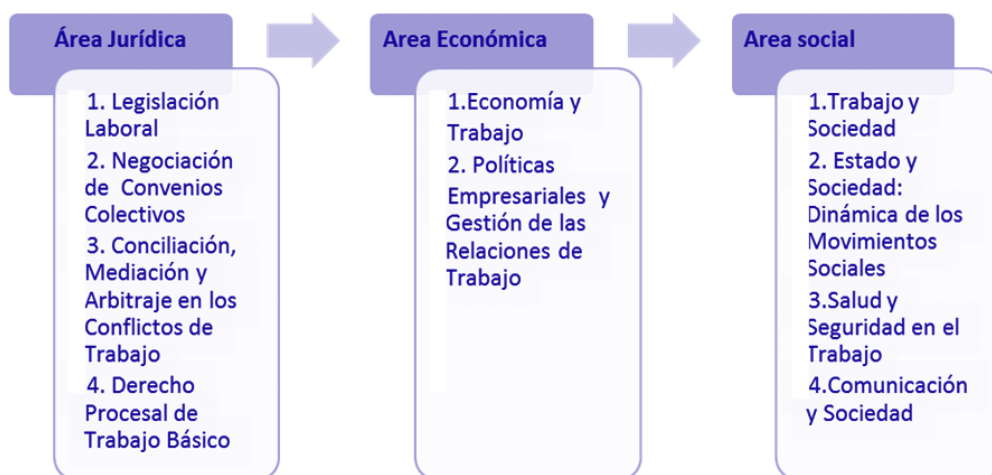 Área Jurídica
1. Legislación
Laboral
2. Negociación
de Convenios
Colectivos
3. Conciliación,
Mediación y
Arbitraje en los
Conflictos de
Trabajo
4. Derecho
Procesal de
Trabajo Básico
Area Económica
1.Economía y
Trabajo
2. Políticas
Empresariales y
Gestión de las
Relaciones de
Trabajo
Area social
1.Trabajo y
Sociedad
2. Estado y
Sociedad:
Dinámica de los
Movimientos
Sociales
3.Salud y
Seguridad en el
Trabajo
4.Comunicación
y Sociedad